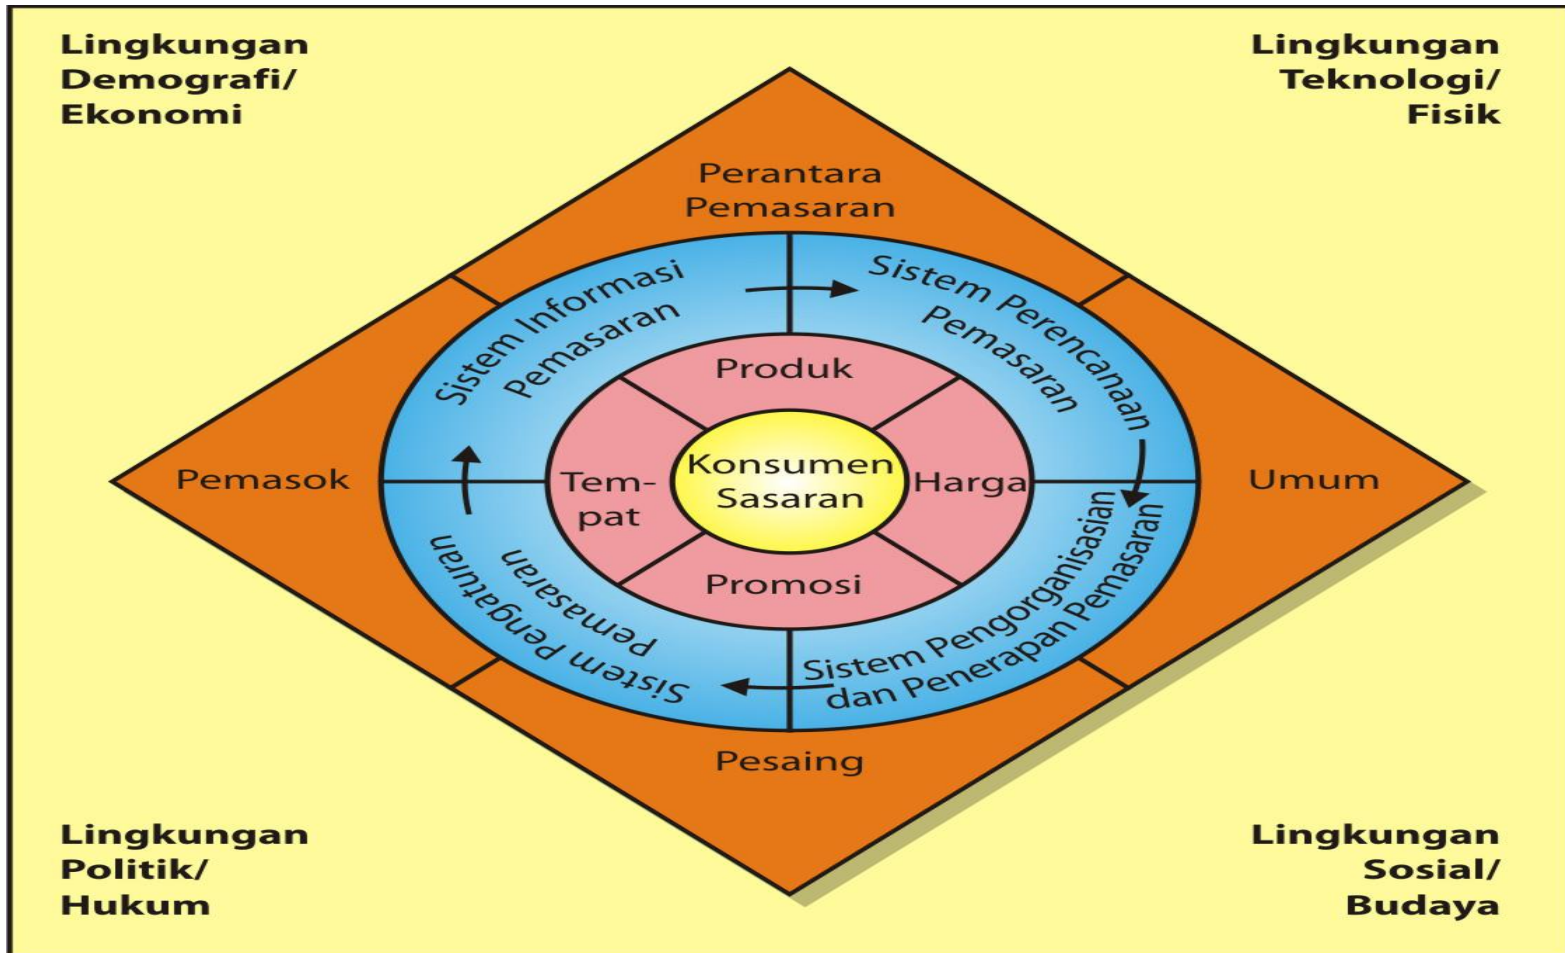 Lingkungan
Demografi/
Ekonomi
Lingkungan
Teknologi/
Fisik
Perantara
Pemasaran
Sistem Informasi
Pemasaran
Sistem Perencanaan
Pemasaran
Produk
Pemasok
Tem-
pat
Konsumen
Sasaran
Harga
Umum
Promosi
Sistem Pengaturan
Pemasaran
Sistem Pengorganisasian
dan Penerapan Pemasaran
Pesaing
Lingkungan
Politik/
Hukum
Lingkungan
Sosial/
Budaya